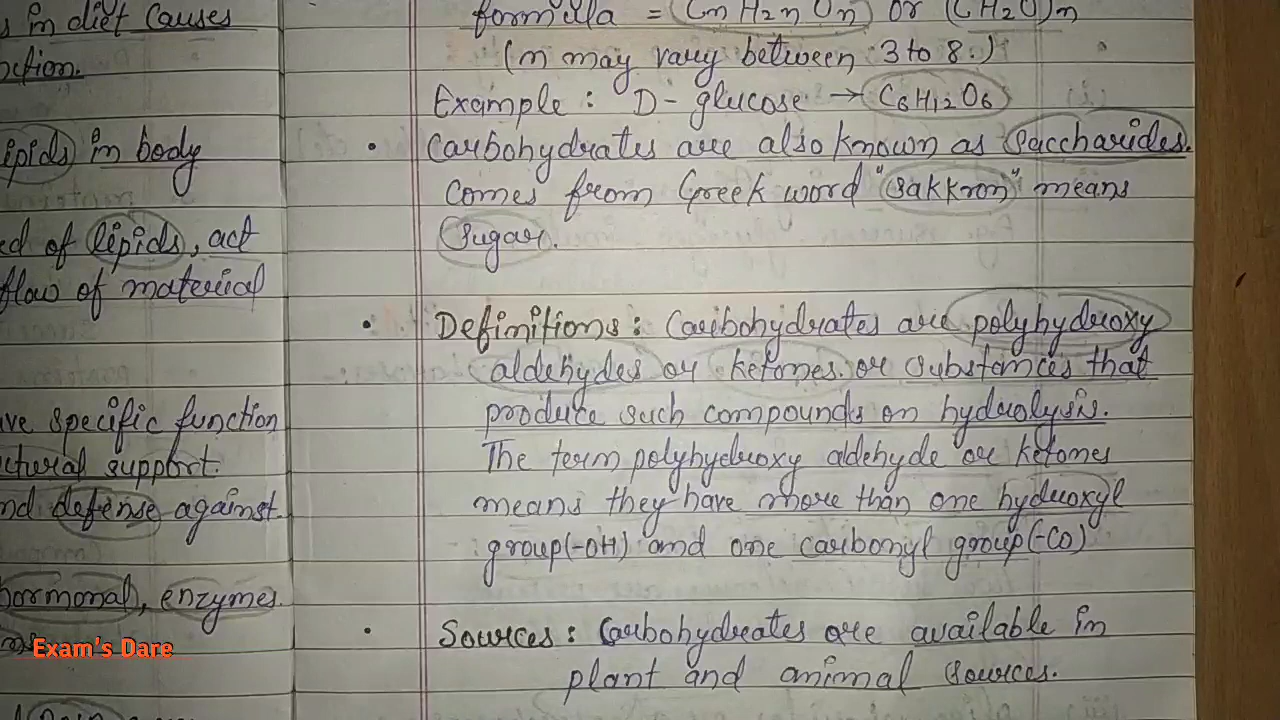 s in diet causes
ction.
lipids in body
ed of lipids, act
flow of material
ve specific function
ctural support.
nd defense against
hormonal, enzymes.
Exam's Dare
formula = (CnH2nOn) or (CH2O)n
(n may vary between 3 to 8.)
Example : D-glucose → C6H12O6
• Carbohydrates are also known as Saccharides.
comes from Greek word "sakkron" means
Sugar.
• Definitions : Carbohydrates are polyhydroxy
aldehydes or ketones or substances that
produce such compounds on hydrolysis.
The term polyhydroxy aldehyde or ketones
means they have more than one hydroxyl
group(-OH) and one carbonyl group(-CO)
• Sources : Carbohydrates are available in
plant and animal sources.